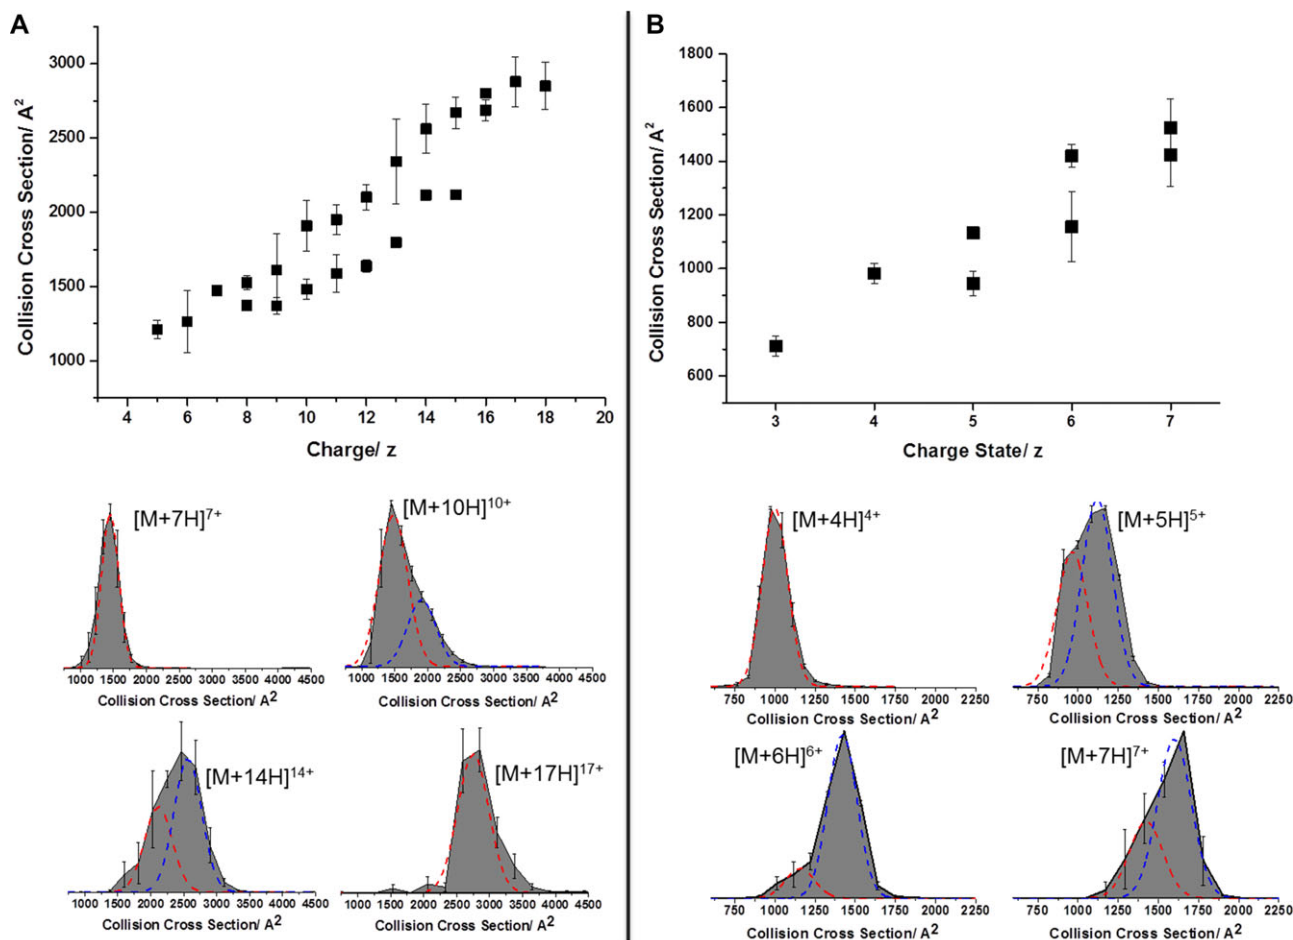 A
3000
2500
2000
1500
1000
Collision Cross Section/ A²
4 6 8 10 12 14 16 18 20
Charge/ z
[M+7H]⁷⁺
1000 1500 2000 2500 3000 3500 4000 4500
Collision Cross Section/ A²
[M+10H]¹⁰⁺
1000 1500 2000 2500 3000 3500 4500
Collision Cross Section/ A²
[M+14H]¹⁴⁺
1000 1500 2000 2500 3000 3500 4500
Collision Cross Section/ A²
[M+17H]¹⁷⁺
1000 1500 2000 2500 3000 3500 4000 4500
Collision Cross Section/ A²
B
1800
1600
1400
1200
1000
800
600
Collision Cross Section/ A²
3 4 5 6 7
Charge State/ z
[M+4H]⁴⁺
750 1000 1250 1500 1750 2000 2250
Collision Cross Section/ A²
[M+5H]⁵⁺
750 1000 1250 1500 1750 2000 2250
Collision Cross Section/ A²
[M+6H]⁶⁺
750 1000 1250 1500 1750 2000 2250
Collision Cross Section/ A²
[M+7H]⁷⁺
750 1000 1250 1500 1750 2000 2250
Collision Cross Section/ A²